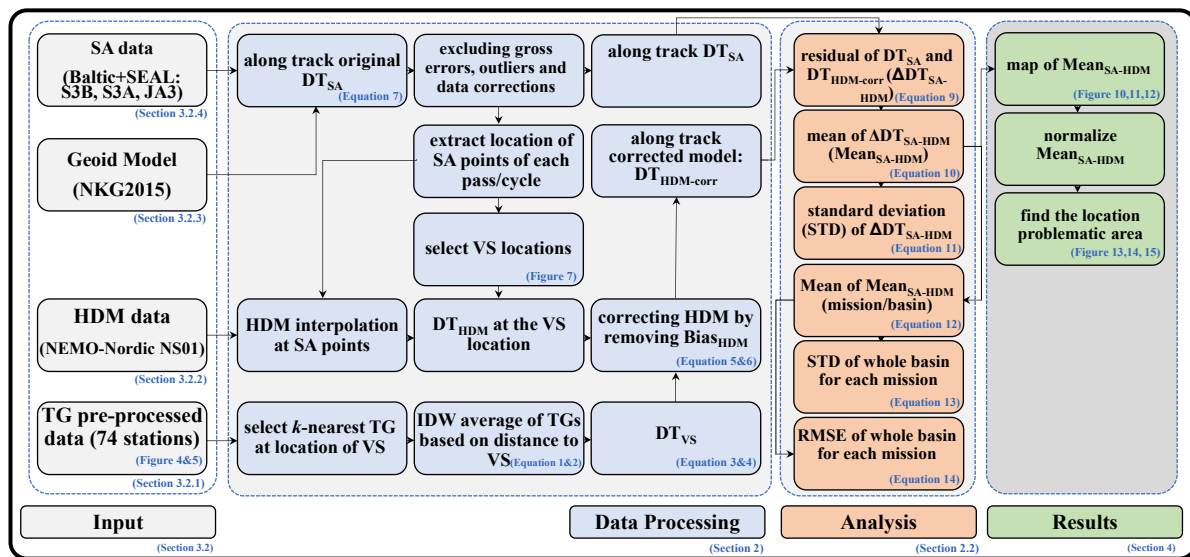 SA data
(Baltic+SEAL:
S3B, S3A, JA3)
(Section 3.2.4)
Geoid Model
(NKG2015)
(Section 3.2.3)
HDM data
(NEMO-Nordic NS01)
(Section 3.2.2)
TG pre-processed
data (74 stations)
(Figure 4&5)
(Section 3.2.1)
Input
(Section 3.2)
along track original
DTSA
(Equation 7)
excluding gross
errors, outliers and
data corrections
along track DTSA
extract location of
SA points of each
pass/cycle
along track
corrected model:
DTHDM-corr
select VS locations
(Figure 7)
HDM interpolation
at SA points
DTHDM at the VS
location
correcting HDM by
removing BiasHDM
(Equation 5&6)
select k-nearest TG
at location of VS
IDW average of TGs
based on distance to
VS(Equation 1&2)
DTVS
(Equation 3&4)
Data Processing
(Section 2)
residual of DTSA and
DTHDM-corr (ΔDTSA-
HDM)(Equation 9)
mean of ΔDTSA-HDM
(MeanSA-HDM)
(Equation 10)
standard deviation
(STD) of ΔDTSA-HDM
(Equation 11)
Mean of MeanSA-HDM
(mission/basin)
(Equation 12)
STD of whole basin
for each mission
(Equation 13)
RMSE of whole basin
for each mission
(Equation 14)
Analysis
(Section 2.2)
map of MeanSA-HDM
(Figure 10,11,12)
normalize
MeanSA-HDM
find the location
problematic area
(Figure 13,14, 15)
Results
(Section 4)